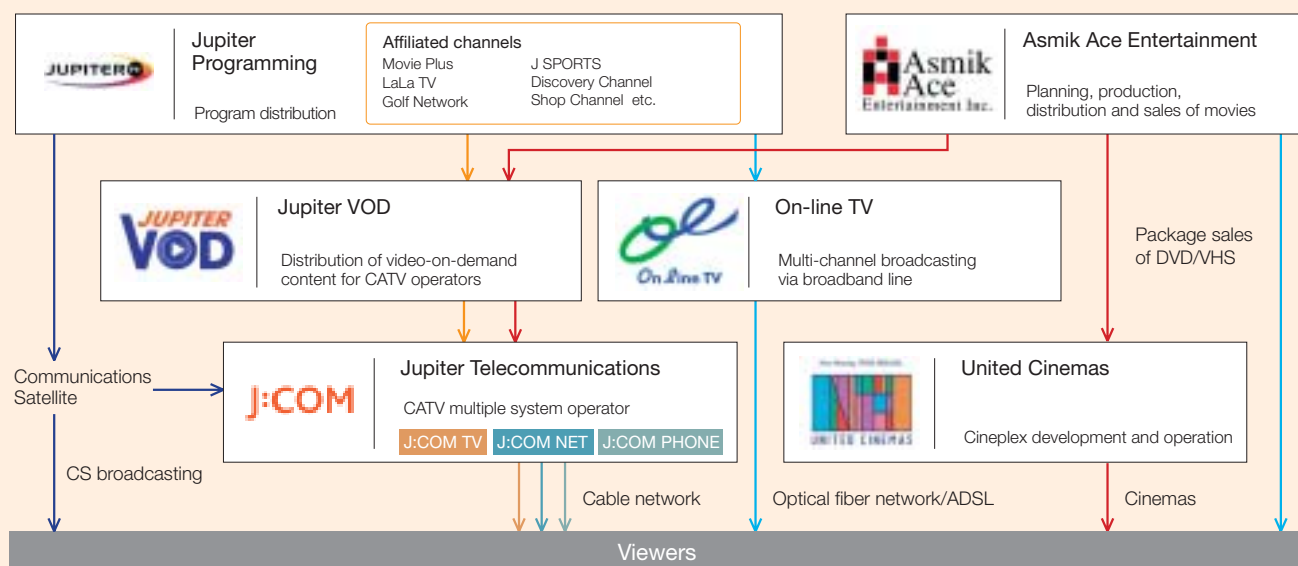 JUPITER
Jupiter
Programming
Program distribution
Affiliated channels
Movie Plus
LaLa TV
Golf Network
J SPORTS
Discovery Channel
Shop Channel etc.
Asmik
Ace
Entertainment Inc.
Asmik Ace Entertainment
Planning, production,
distribution and sales of movies
JUPITER
VOD
Jupiter VOD
Distribution of video-on-demand
content for CATV operators
On.line TV
On-line TV
Multi-channel broadcasting
via broadband line
Package sales
of DVD/VHS
Communications
Satellite
J:COM
Jupiter Telecommunications
CATV multiple system operator
J:COM TV
J:COM NET
J:COM PHONE
UNITED CINEMAS
United Cinemas
Cineplex development and operation
CS broadcasting
Cable network
Optical fiber network/ADSL
Cinemas
Viewers